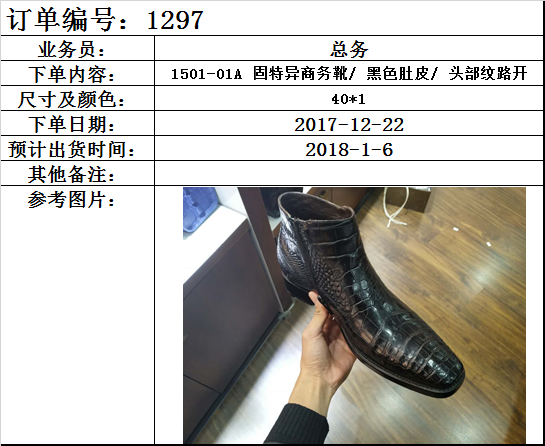 订单编号：1297
业务员： 总务
下单内容： 1501-01A 固特异商务靴/ 黑色肚皮/ 头部纹路开
尺寸及颜色： 40*1
下单日期： 2017-12-22
预计出货时间： 2018-1-6
其他备注：
参考图片：